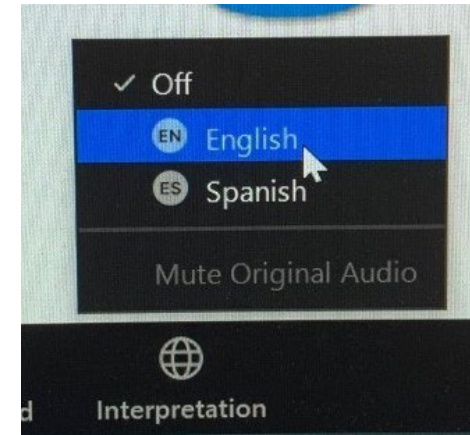 Off
EN English
ES Spanish
Mute Original Audio
d Interpretation